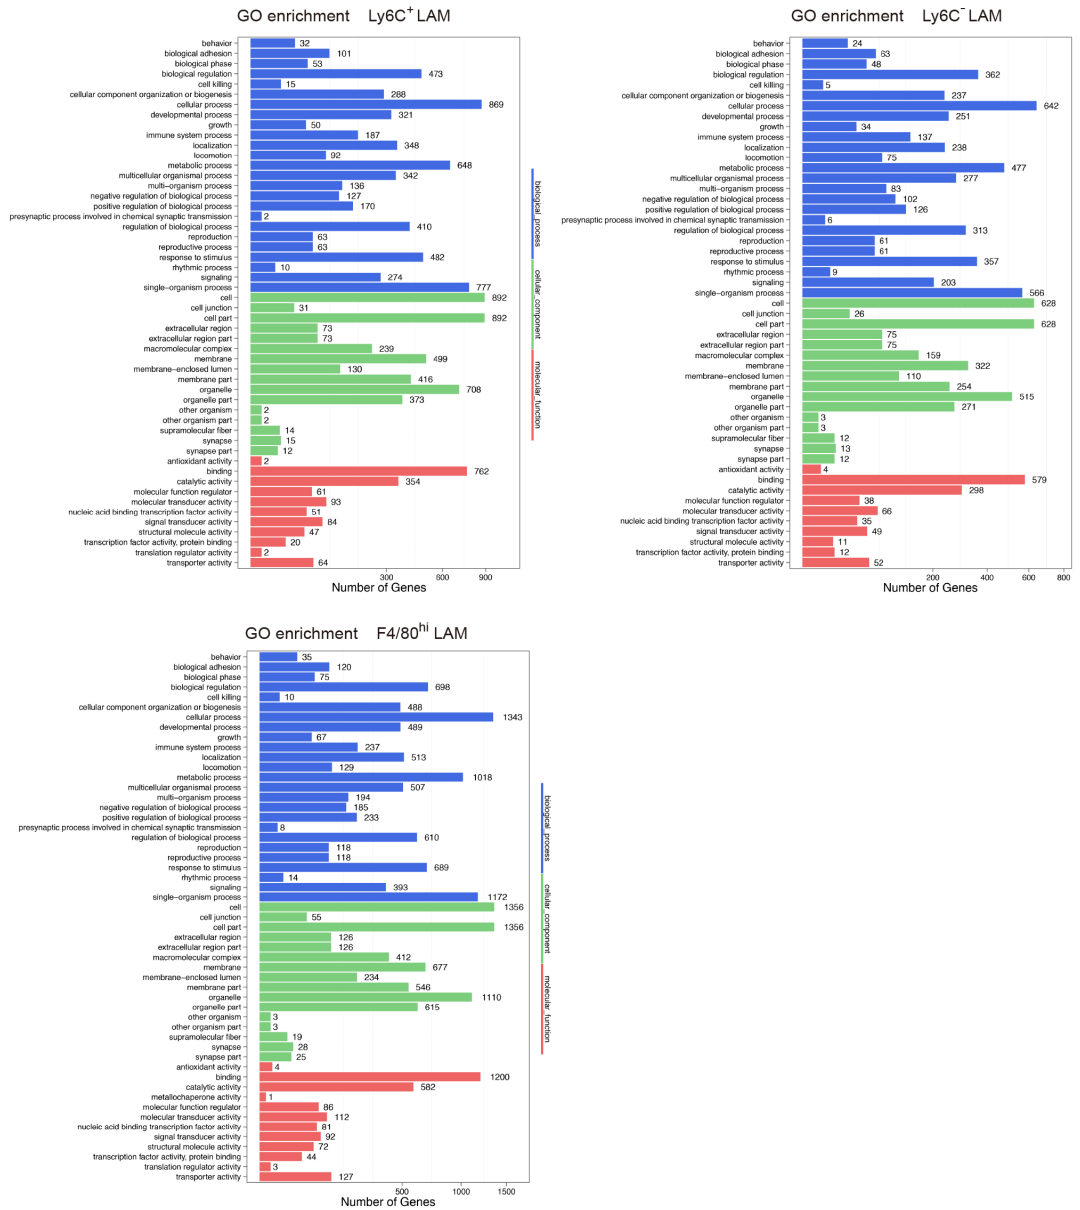 GO enrichment Ly6C+ LAM
behavior 32
biological adhesion 101
biological phase 53
biological regulation 473
cell killing 15
cellular component organization or biogenesis 288
cellular process 869
developmental process 321
growth 50
immune system process 187
localization 348
locomotion 92
metabolic process 648
multicellular organismal process 342
multi−organism process 136
negative regulation of biological process 127
positive regulation of biological process 170
presynaptic process involved in chemical synaptic transmission 2
regulation of biological process 410
reproduction 63
reproductive process 63
response to stimulus 482
rhythmic process 10
signaling 274
single−organism process 777
cell 892
cell junction 31
cell part 892
extracellular region 73
extracellular region part 73
macromolecular complex 239
membrane 499
membrane−enclosed lumen 130
membrane part 416
organelle 708
organelle part 373
other organism 2
other organism part 2
supramolecular fiber 14
synapse 15
synapse part 12
antioxidant activity 2
binding 762
catalytic activity 354
molecular function regulator 61
molecular transducer activity 93
nucleic acid binding transcription factor activity 51
signal transducer activity 84
structural molecule activity 47
transcription factor activity, protein binding 20
translation regulator activity 2
transporter activity 64
300 600 900
Number of Genes
biological_process
cellular_component
molecular_function
GO enrichment Ly6C− LAM
behavior 24
biological adhesion 63
biological phase 48
biological regulation 362
cell killing 5
cellular component organization or biogenesis 237
cellular process 642
developmental process 251
growth 34
immune system process 137
localization 238
locomotion 75
metabolic process 477
multicellular organismal process 277
multi−organism process 83
negative regulation of biological process 102
positive regulation of biological process 126
presynaptic process involved in chemical synaptic transmission 6
regulation of biological process 313
reproduction 61
reproductive process 61
response to stimulus 357
rhythmic process 9
signaling 203
single−organism process 566
cell 628
cell junction 26
cell part 628
extracellular region 75
extracellular region part 75
macromolecular complex 159
membrane 322
membrane−enclosed lumen 110
membrane part 254
organelle 515
organelle part 271
other organism 3
other organism part 3
supramolecular fiber 12
synapse 13
synapse part 12
antioxidant activity 4
binding 579
catalytic activity 298
molecular function regulator 38
molecular transducer activity 66
nucleic acid binding transcription factor activity 35
signal transducer activity 49
structural molecule activity 11
transcription factor activity, protein binding 12
transporter activity 52
200 400 600 800
Number of Genes
GO enrichment F4/80hi LAM
behavior 35
biological adhesion 120
biological phase 75
biological regulation 698
cell killing 10
cellular component organization or biogenesis 488
cellular process 1343
developmental process 489
growth 67
immune system process 237
localization 513
locomotion 129
metabolic process 1018
multicellular organismal process 507
multi−organism process 194
negative regulation of biological process 185
positive regulation of biological process 233
presynaptic process involved in chemical synaptic transmission 8
regulation of biological process 610
reproduction 118
reproductive process 118
response to stimulus 689
rhythmic process 14
signaling 393
single−organism process 1172
cell 1356
cell junction 55
cell part 1356
extracellular region 126
extracellular region part 126
macromolecular complex 412
membrane 677
membrane−enclosed lumen 234
membrane part 546
organelle 1110
organelle part 615
other organism 3
other organism part 3
supramolecular fiber 19
synapse 28
synapse part 25
antioxidant activity 4
binding 1200
catalytic activity 582
metallochaperone activity 1
molecular function regulator 86
molecular transducer activity 112
nucleic acid binding transcription factor activity 81
signal transducer activity 92
structural molecule activity 72
transcription factor activity, protein binding 44
translation regulator activity 3
transporter activity 127
500 1000 1500
Number of Genes
biological_process
cellular_component
molecular_function